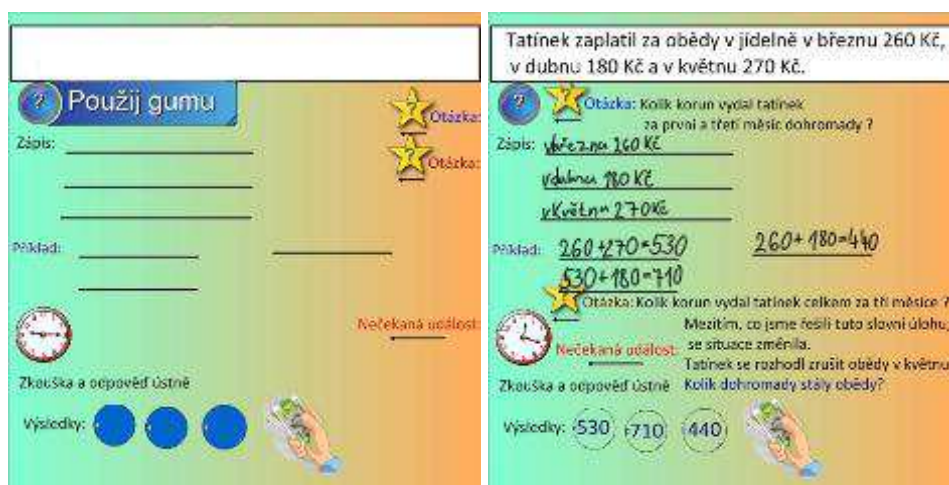 Použij gumu
Otázka:
Zápis:
Otázka:
Příklad:
Nečekaná událost:
Zkouška a odpověď ústně
Výsledky:
Tatínek zaplatil za obědy v jídelně v březnu 260 Kč,
v dubnu 180 Kč a v květnu 270 Kč.
Otázka: Kolik korun vydal tatínek
za první a třetí měsíc dohromady ?
Zápis: v březnu 260 Kč
v dubnu 180 Kč
v květnu 270 Kč
Příklad: 260+270=530 260+180=440
530+180=710
Otázka: Kolik korun vydal tatínek celkem za tři měsíce ?
Mezitím, co jsme řešili tuto slovní úlohu,
se situace změnila.
Nečekaná událost:
Tatínek se rozhodl zrušit obědy v květnu
Zkouška a odpověď ústně Kolik dohromady stály obědy?
Výsledky: 530 710 440